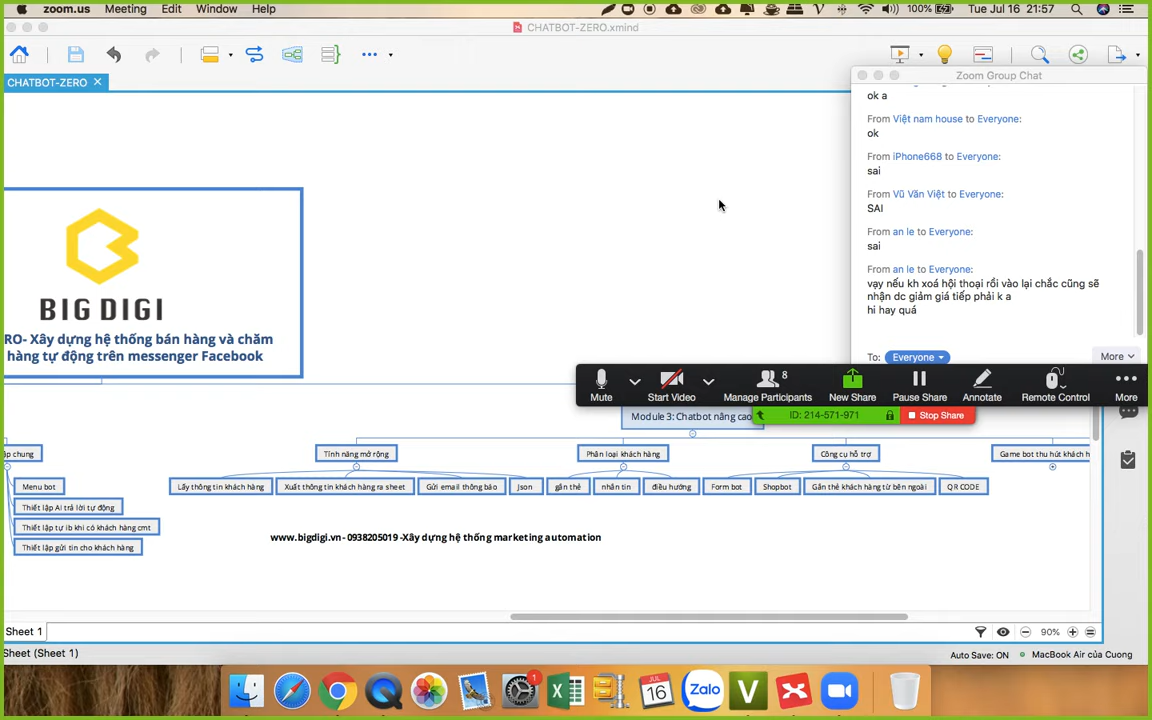 zoom.us Meeting Edit Window Help
100% Tue Jul 16 21:57
CHATBOT-ZERO.xmind
CHATBOT-ZERO
Zoom Group Chat
ok a
From Việt nam house to Everyone:
ok
From iPhone668 to Everyone:
sai
From Vũ Văn Việt to Everyone:
SAI
From an le to Everyone:
sai
From an le to Everyone:
vạy nếu kh xoá hội thoại rồi vào lại chắc cũng sẽ
nhận dc giảm giá tiếp phải k a
hi hay quá
To: Everyone
More
BIG DIGI
RO- Xây dựng hệ thống bán hàng và chăm
hàng tự động trên messenger Facebook
Mute
Start Video
Manage Participants
8
New Share
Pause Share
Annotate
Remote Control
More
ID: 214-571-971
Stop Share
Module 3: Chatbot nâng cao
ập chung
Tính năng mở rộng
Phân loại khách hàng
Công cụ hỗ trợ
Game bot thu hút khách h
Menu bot
Thiết lập AI trả lời tự động
Thiết lập tự ib khi có khách hàng cmt
Thiết lập gửi tin cho khách hàng
Lấy thông tin khách hàng
Xuất thông tin khách hàng ra sheet
Gửi email thông báo
Json
gắn thẻ
nhắn tin
điều hướng
Form bot
Shopbot
Gắn thẻ khách hàng từ bên ngoài
QR CODE
www.bigdigi.vn- 0938205019 -Xây dựng hệ thống marketing automation
Sheet 1
90%
Sheet (Sheet 1)
Auto Save: ON
MacBook Air của Cuong
1
JUL
16
Zalo
V